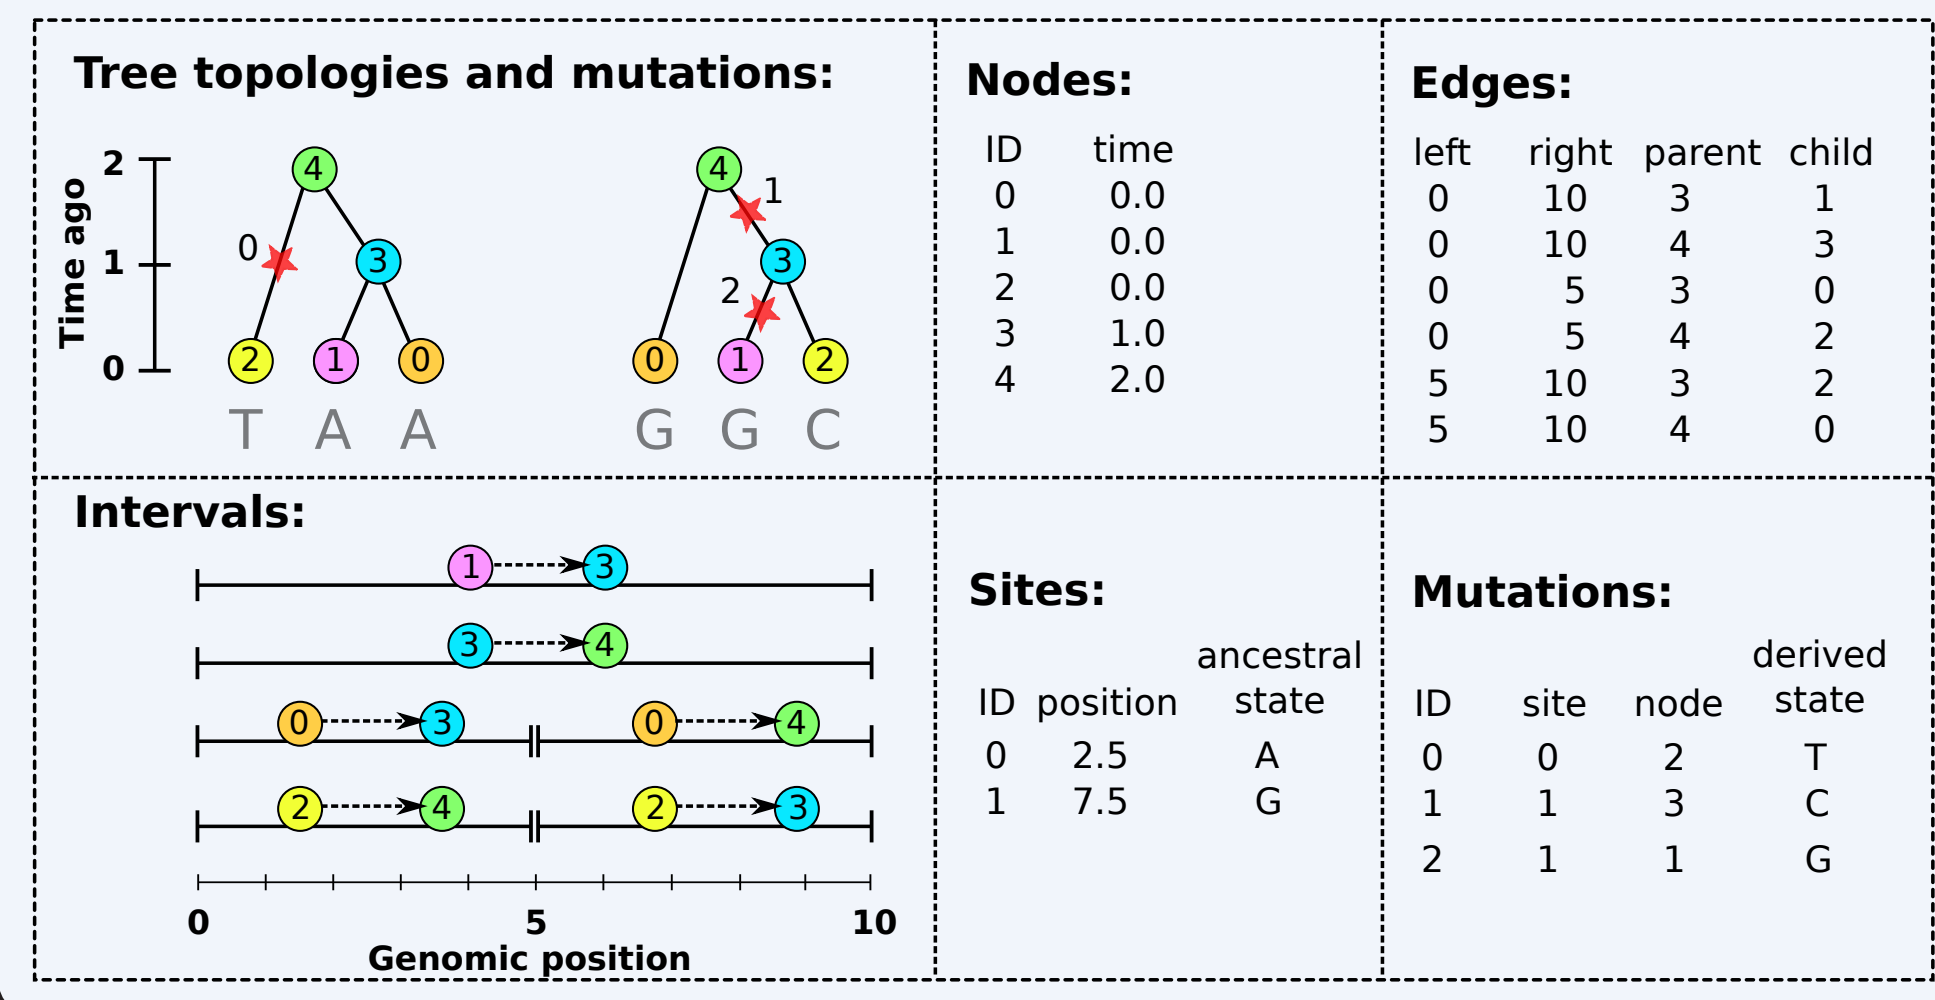 Tree topologies and mutations:
Time ago
2
1
0
4
0
3
2 1 0
T A A
4
1
3
2
0 1 2
G G C
Nodes:
ID time
0 0.0
1 0.0
2 0.0
3 1.0
4 2.0
Edges:
left right parent child
0 10 3 1
0 10 4 3
0 5 3 0
0 5 4 2
5 10 3 2
5 10 4 0
Intervals:
1 3
3 4
0 3 0 4
2 4 2 3
0 5 10
Genomic position
Sites:
ancestral
ID position state
0 2.5 A
1 7.5 G
Mutations:
derived
ID site node state
0 0 2 T
1 1 3 C
2 1 1 G